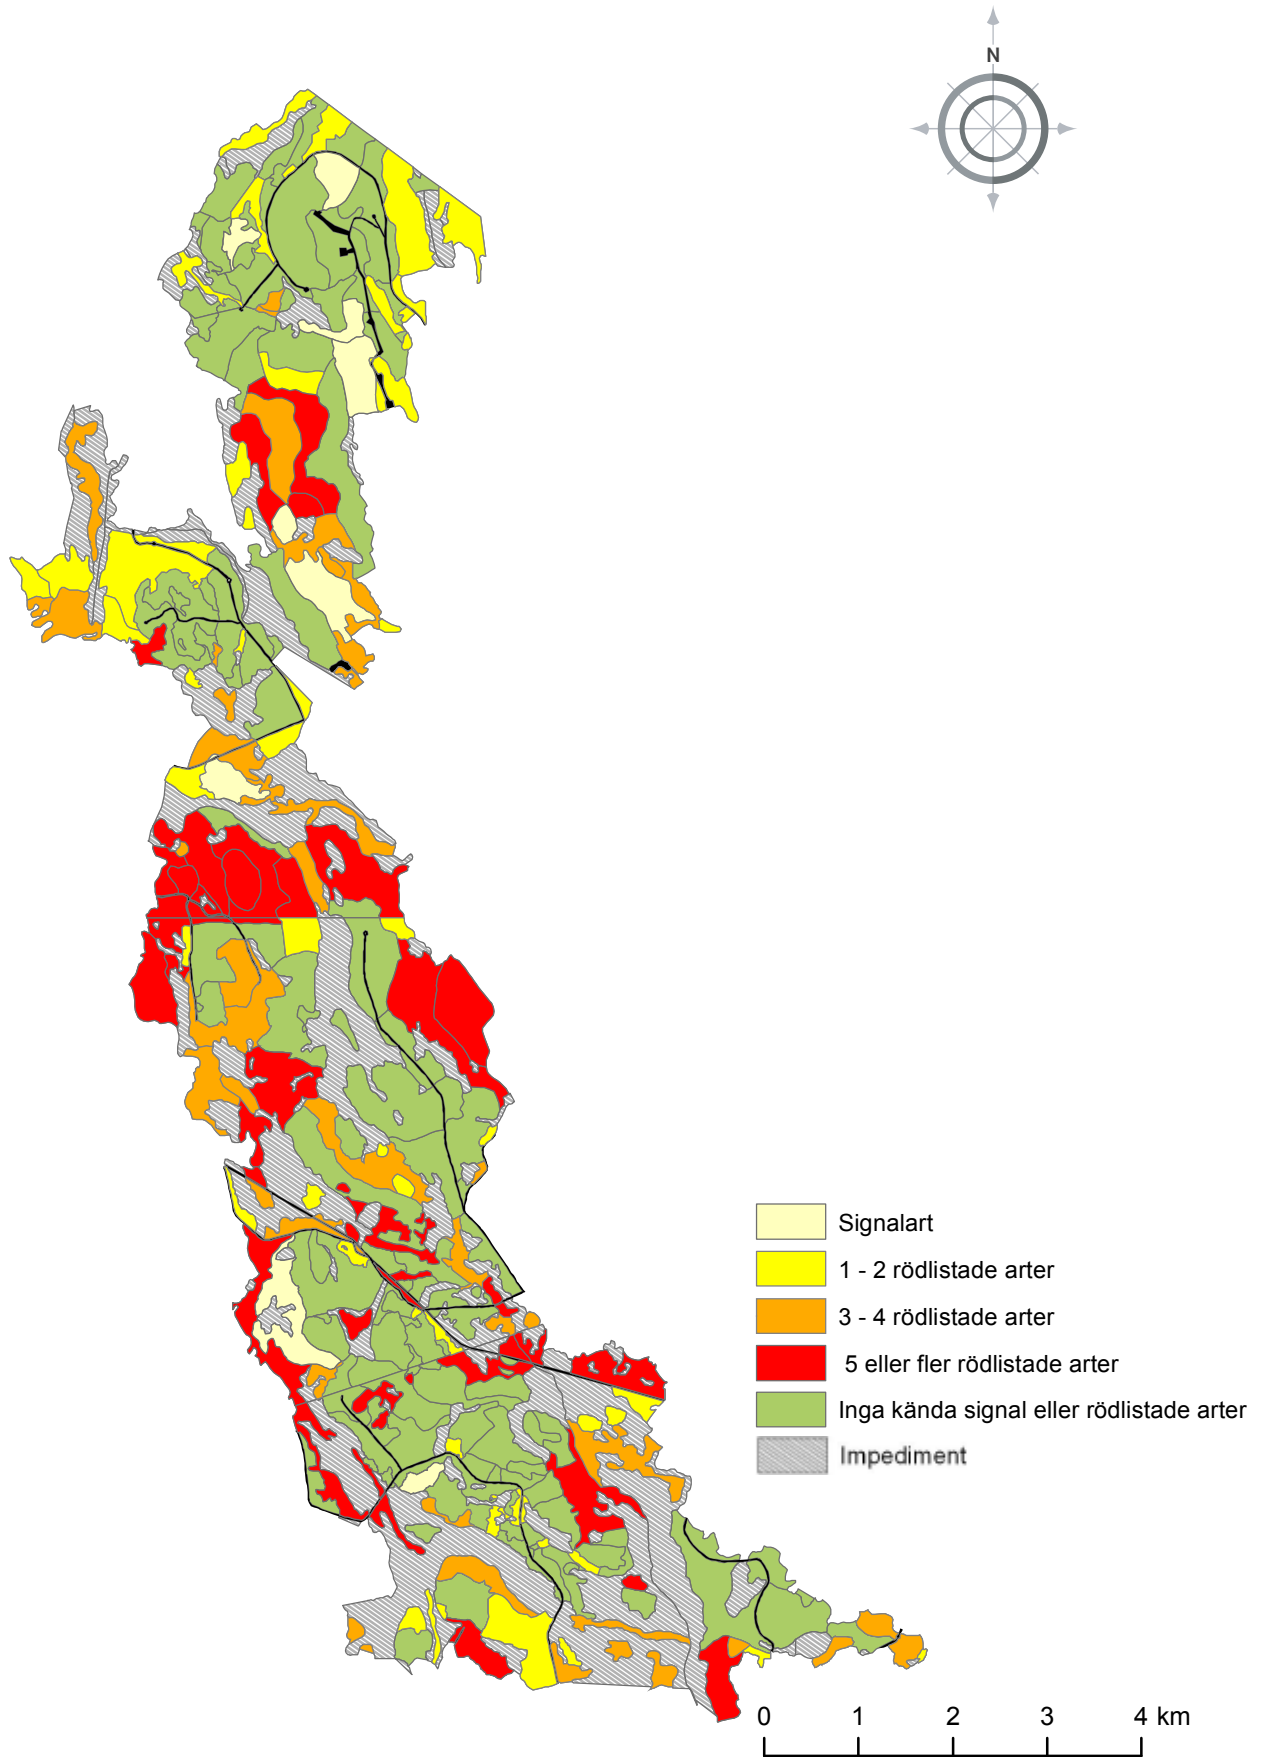 N
Signalart
1 - 2 rödlistade arter
3 - 4 rödlistade arter
5 eller fler rödlistade arter
Inga kända signal eller rödlistade arter
Impediment
0 1 2 3 4 km